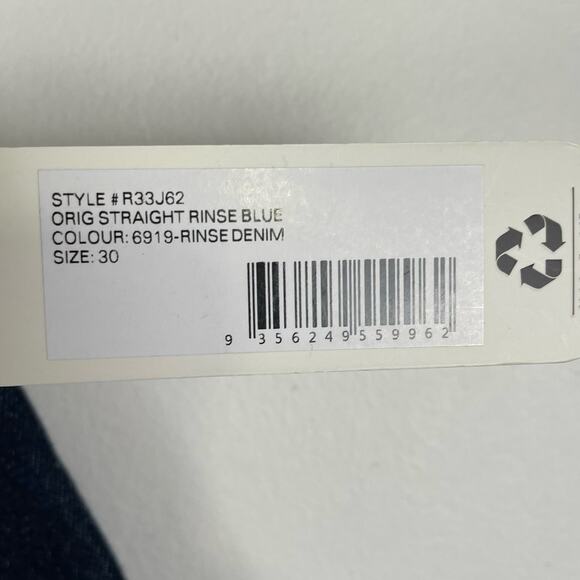 STYLE # R33J62
ORIG STRAIGHT RINSE BLUE
COLOUR: 6919-RINSE DENIM
SIZE: 30
9 356249 559962